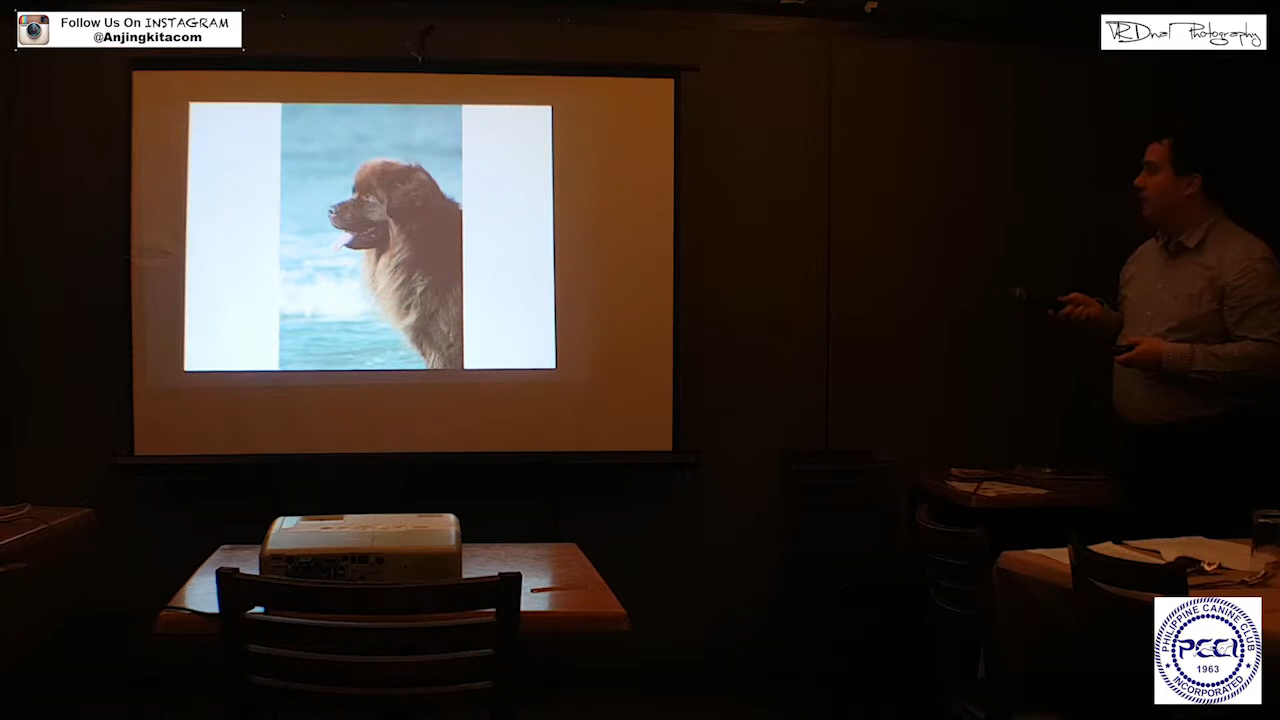 Follow Us On INSTAGRAM
@Anjingkitacom
VRDnal Photography
PHILIPPINE CANINE CLUB
PCCI
1963
INCORPORATED